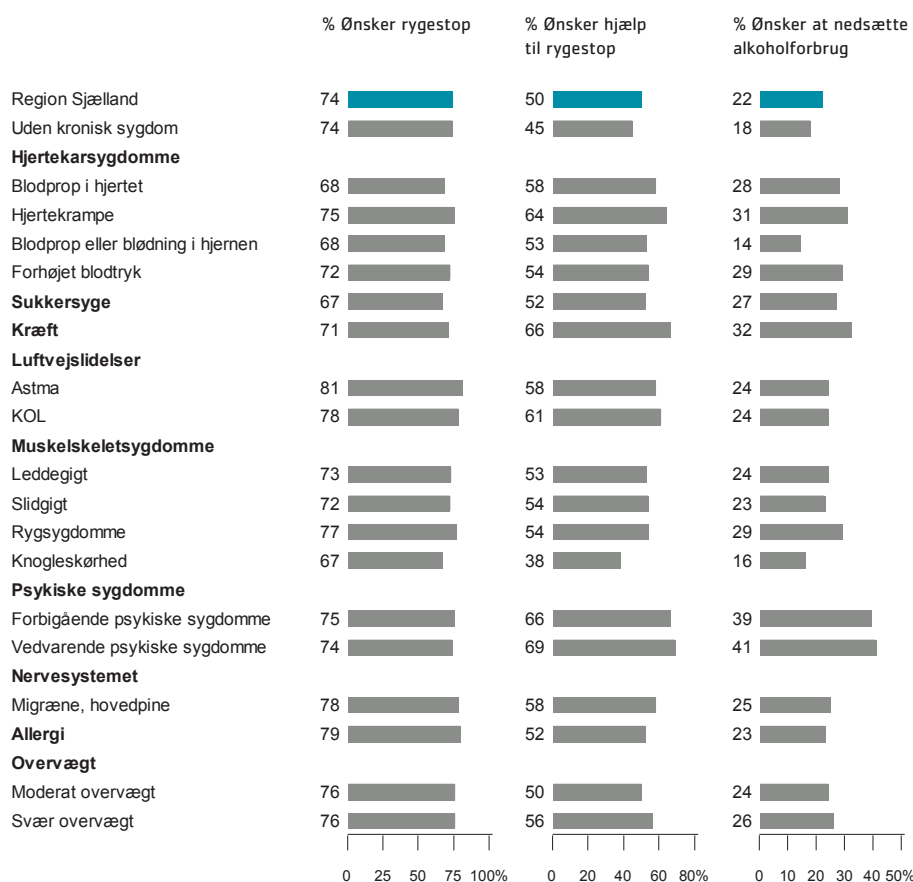 % Ønsker rygestop % Ønsker hjælp % Ønsker at nedsætte
til rygestop alkoholforbrug
Region Sjælland 74 50 22
Uden kronisk sygdom 74 45 18
Hjertekarsygdomme
Blodprop i hjertet 68 58 28
Hjertekrampe 75 64 31
Blodprop eller blødning i hjernen 68 53 14
Forhøjet blodtryk 72 54 29
Sukkersyge 67 52 27
Kræft 71 66 32
Luftvejslidelser
Astma 81 58 24
KOL 78 61 24
Muskelskeletsygdomme
Leddegigt 73 53 24
Slidgigt 72 54 23
Rygsygdomme 77 54 29
Knogleskørhed 67 38 16
Psykiske sygdomme
Forbigående psykiske sygdomme 75 66 39
Vedvarende psykiske sygdomme 74 69 41
Nervesystemet
Migræne, hovedpine 78 58 25
Allergi 79 52 23
Overvægt
Moderat overvægt 76 50 24
Svær overvægt 76 56 26
0 25 50 75 100% 0 20 40 60 80% 0 10 20 30 40 50%